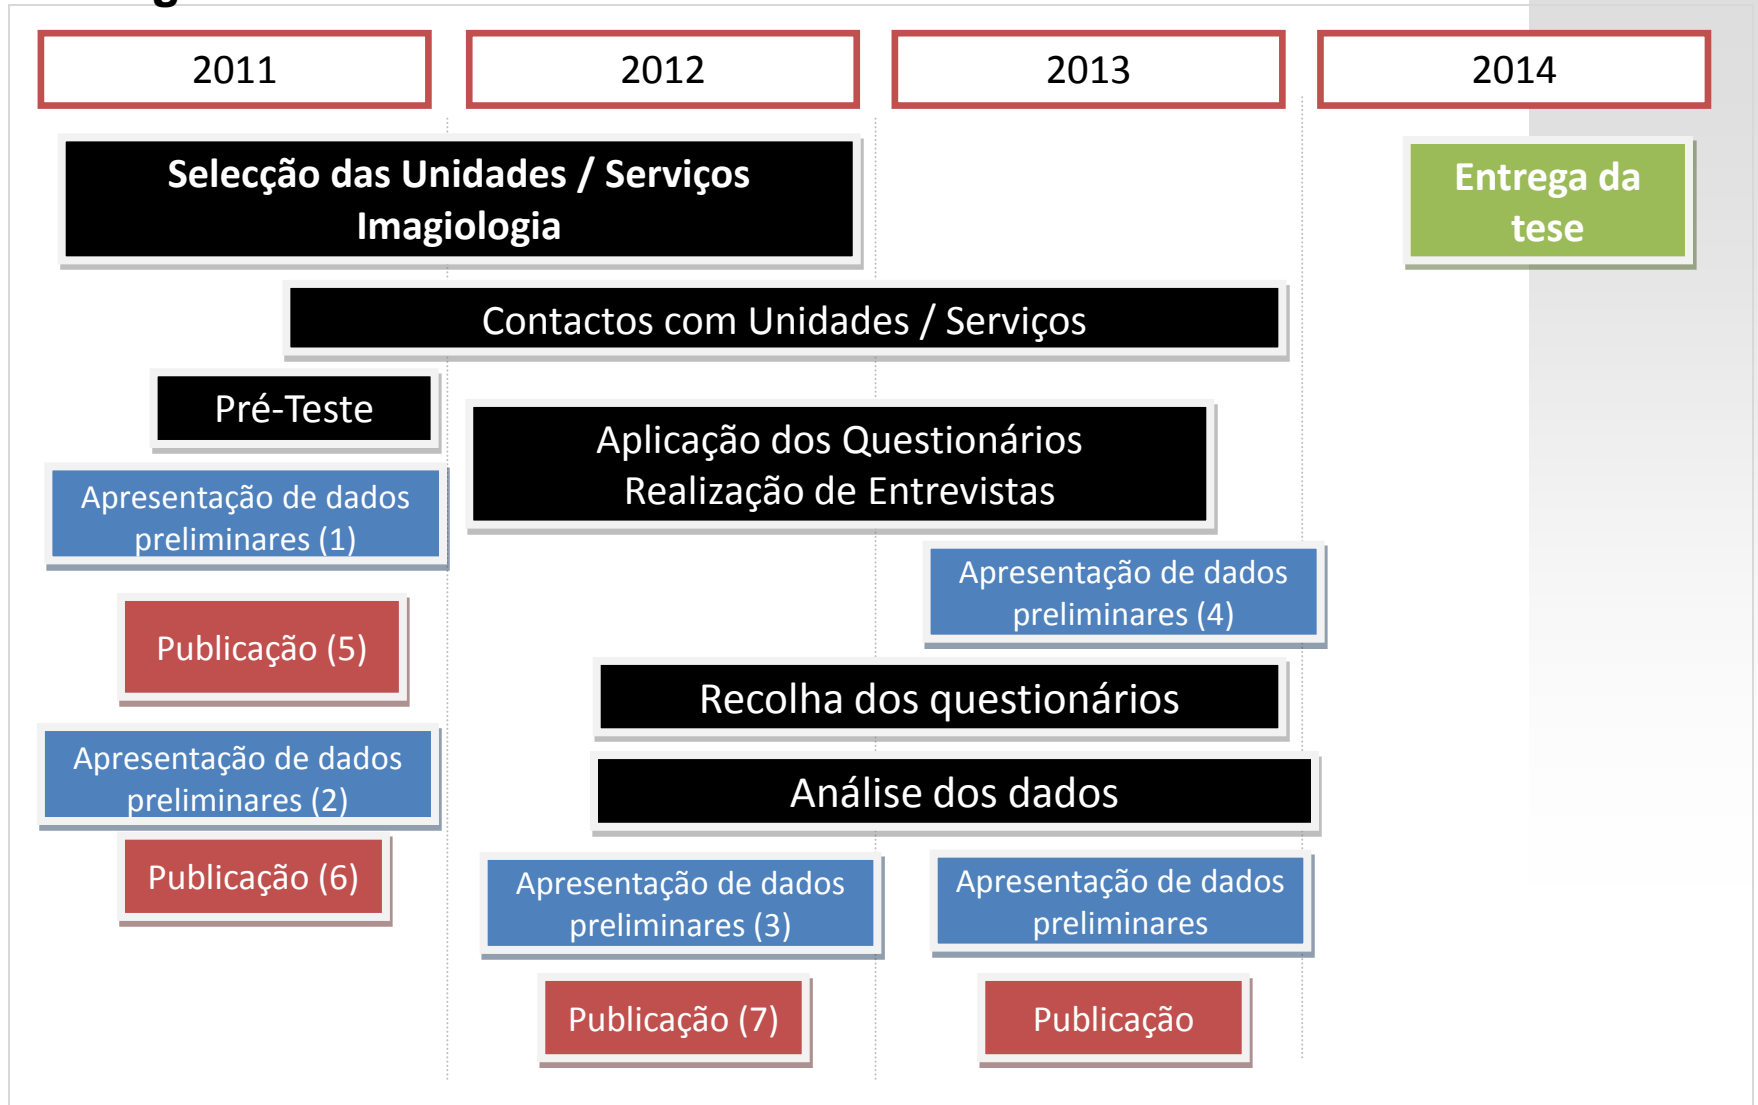 2011
2012
2013
2014
Selecção das Unidades / Serviços
Imagiologia
Entrega da
tese
Contactos com Unidades / Serviços
Pré-Teste
Aplicação dos Questionários
Realização de Entrevistas
Apresentação de dados
preliminares (1)
Apresentação de dados
preliminares (4)
Publicação (5)
Recolha dos questionários
Apresentação de dados
preliminares (2)
Análise dos dados
Publicação (6)
Apresentação de dados
preliminares (3)
Apresentação de dados
preliminares
Publicação (7)
Publicação